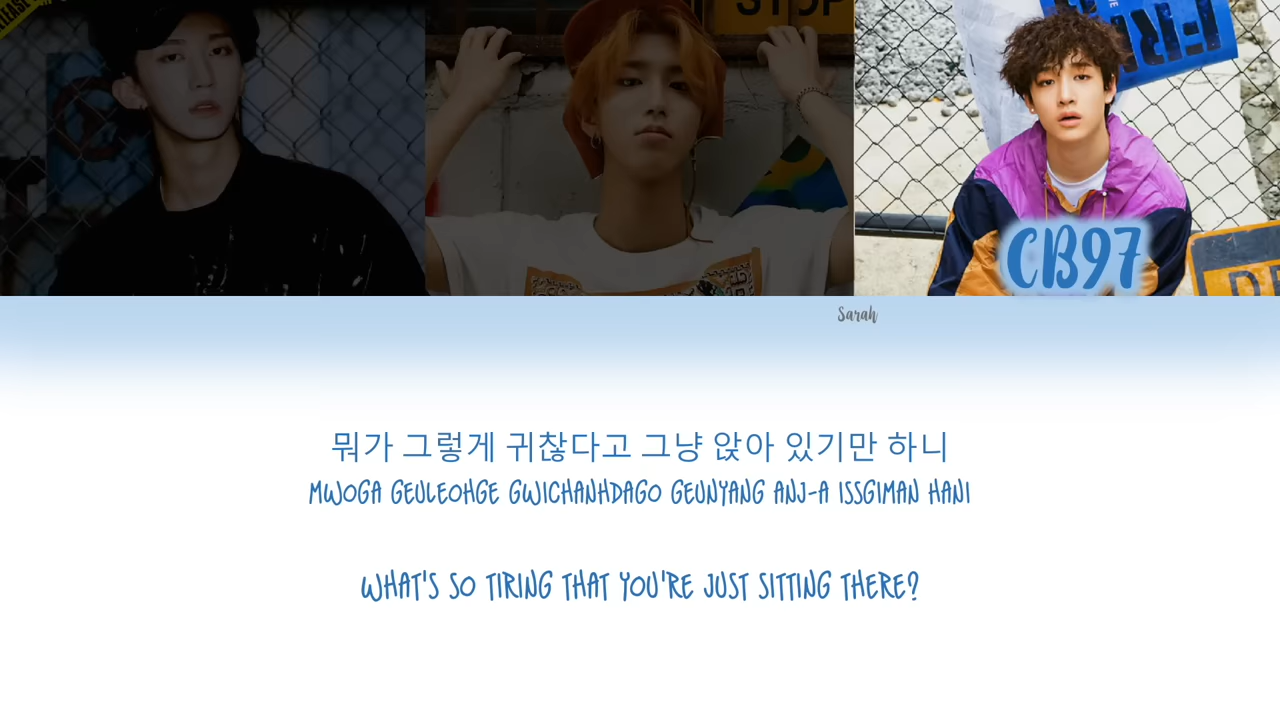 STOP
CB97
Sarah
뭐가 그렇게 귀찮다고 그냥 앉아 있기만 하니
MWOGA GEULEOHGE GWICHANHDAGO GEUNYANG ANJ-A ISSGIMAN HANI
WHAT'S SO TIRING THAT YOU'RE JUST SITTING THERE?